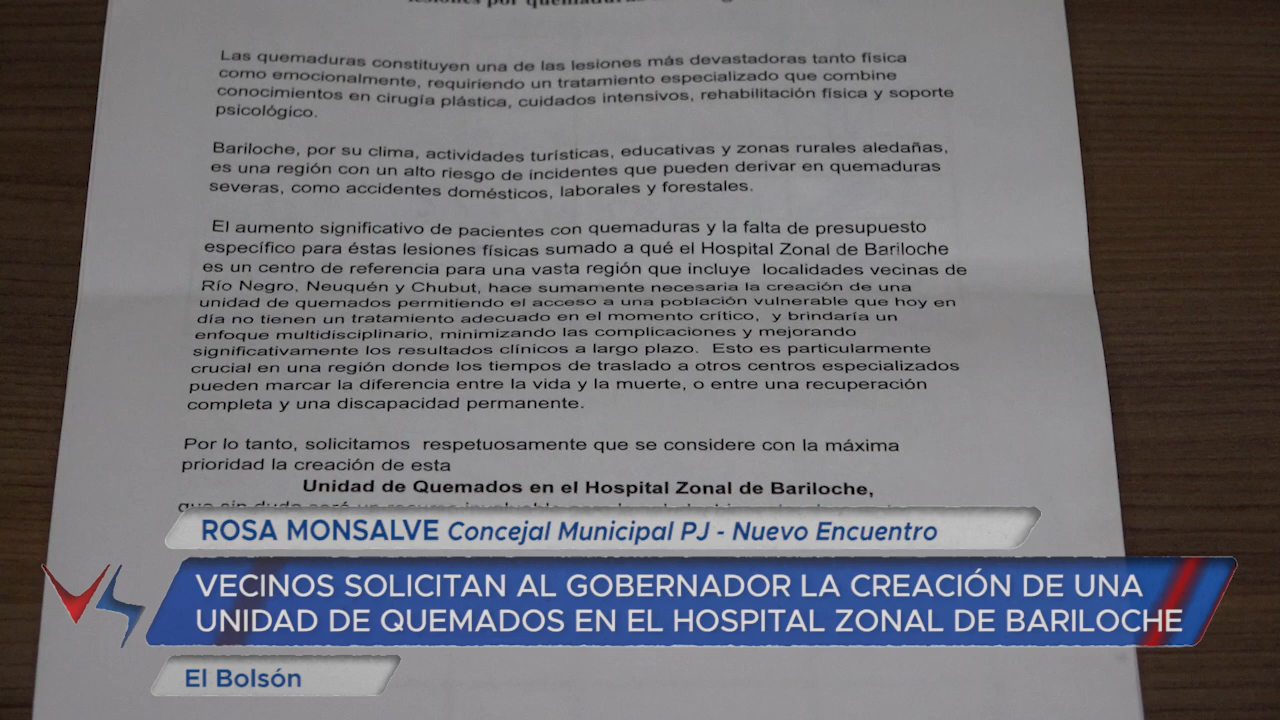 lesiones por quemaduras
Las quemaduras constituyen una de las lesiones más devastadoras tanto física
como emocionalmente, requiriendo un tratamiento especializado que combine
conocimientos en cirugía plástica, cuidados intensivos, rehabilitación física y soporte
psicológico.
Bariloche, por su clima, actividades turísticas, educativas y zonas rurales aledañas,
es una región con un alto riesgo de incidentes que pueden derivar en quemaduras
severas, como accidentes domésticos, laborales y forestales.
El aumento significativo de pacientes con quemaduras y la falta de presupuesto
específico para éstas lesiones físicas sumado a qué el Hospital Zonal de Bariloche
es un centro de referencia para una vasta región que incluye localidades vecinas de
Río Negro, Neuquén y Chubut, hace sumamente necesaria la creación de una
unidad de quemados permitiendo el acceso a una población vulnerable que hoy en
día no tienen un tratamiento adecuado en el momento crítico, y brindaría un
enfoque multidisciplinario, minimizando las complicaciones y mejorando
significativamente los resultados clínicos a largo plazo. Esto es particularmente
crucial en una región donde los tiempos de traslado a otros centros especializados
pueden marcar la diferencia entre la vida y la muerte, o entre una recuperación
completa y una discapacidad permanente.
Por lo tanto, solicitamos respetuosamente que se considere con la máxima
prioridad la creación de esta
Unidad de Quemados en el Hospital Zonal de Bariloche,
ROSA MONSALVE Concejal Municipal PJ - Nuevo Encuentro
VECINOS SOLICITAN AL GOBERNADOR LA CREACIÓN DE UNA
UNIDAD DE QUEMADOS EN EL HOSPITAL ZONAL DE BARILOCHE
El Bolsón